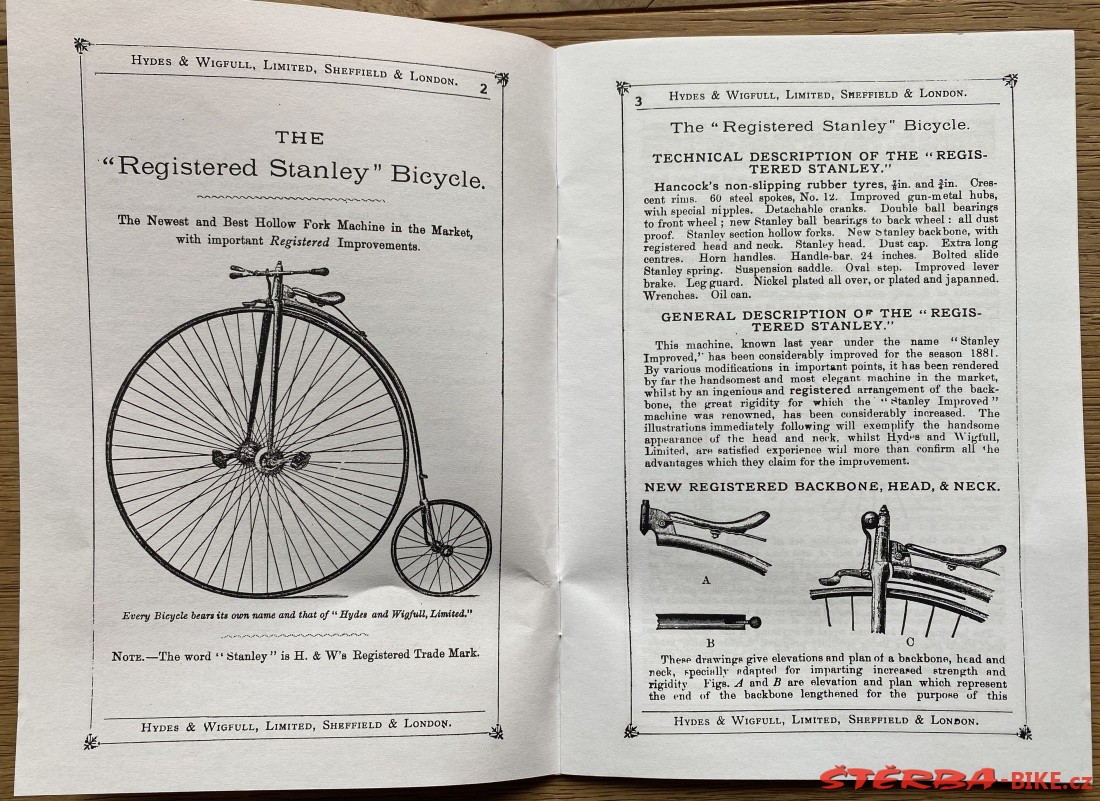 HYDES & WIGFULL, LIMITED, SHEFFIELD & LONDON.
2
THE
"Registered Stanley" Bicycle.
The Newest and Best Hollow Fork Machine in the Market,
with important Registered Improvements.
Every Bicycle bears its own name and that of "Hydes and Wigfull, Limited."
NOTE.—The word "Stanley" is H. & W's Registered Trade Mark.
HYDES & WIGFULL, LIMITED, SHEFFIELD & LONDON.
3
HYDES & WIGFULL, LIMITED, SHEFFIELD & LONDON.
The "Registered Stanley" Bicycle.
TECHNICAL DESCRIPTION OF THE "REGIS-
TERED STANLEY."
Hancock's non-slipping rubber tyres, ⅞in. and ¾in. Cres-
cent rims. 60 steel spokes, No. 12. Improved gun-metal hubs,
with special nipples. Detachable cranks. Double ball bearings
to front wheel; new Stanley ball bearings to back wheel: all dust
proof. Stanley section hollow forks. New Stanley backbone, with
registered head and neck. Stanley head. Dust cap. Extra long
centres. Horn handles. Handle-bar, 24 inches. Bolted slide
Stanley spring. Suspension saddle. Oval step. Improved lever
brake. Leg guard. Nickel plated all over, or plated and japanned.
Wrenches. Oil can.
GENERAL DESCRIPTION OF THE "REGIS-
TERED STANLEY."
This machine, known last year under the name "Stanley
Improved," has been considerably improved for the season 1881.
By various modifications in important points, it has been rendered
by far the handsomest and most elegant machine in the market,
whilst by an ingenious and registered arrangement of the back-
bone, the great rigidity for which the "Stanley Improved"
machine was renowned, has been considerably increased. The
illustrations immediately following will exemplify the handsome
appearance of the head and neck, whilst Hydes and Wigfull,
Limited, are satisfied experience will more than confirm all the
advantages which they claim for the improvement.
NEW REGISTERED BACKBONE, HEAD, & NECK.
A
B
C
These drawings give elevations and plan of a backbone, head and
neck, specially adapted for imparting increased strength and
rigidity Figs. A and B are elevation and plan which represent
the end of the backbone lengthened for the purpose of this
HYDES & WIGFULL, LIMITED, SHEFFIELD & LONDON.
ŠTĚRBA-BIKE.cz